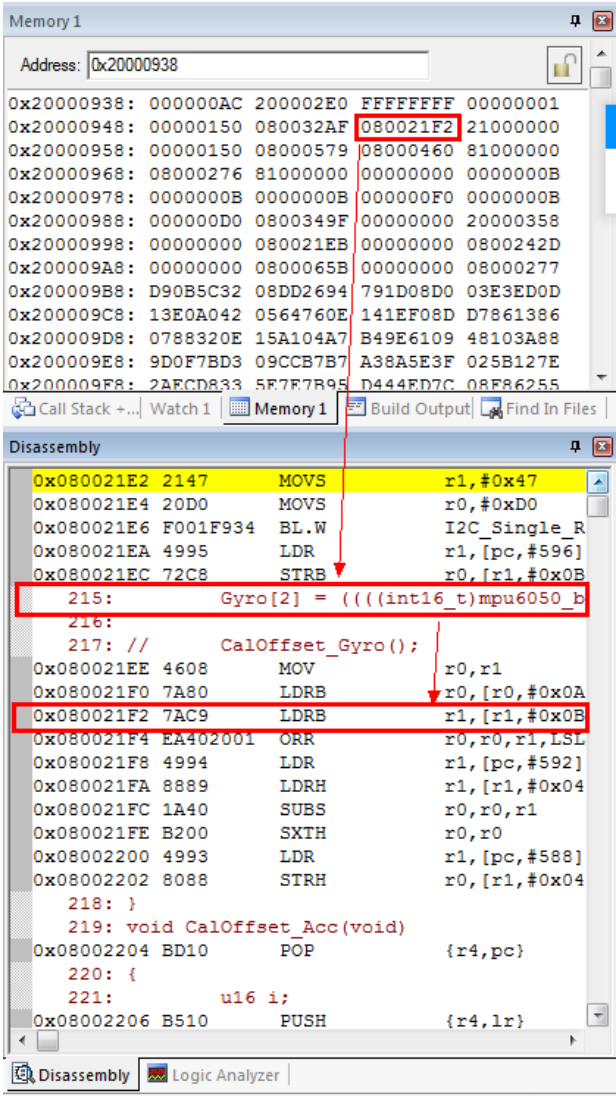 Memory 1
Address: 0x20000938
0x20000938: 000000AC 200002E0 FFFFFFFF 00000001
0x20000948: 00000150 080032AF 080021F2 21000000
0x20000958: 00000150 08000579 08000460 81000000
0x20000968: 08000276 81000000 00000000 0000000B
0x20000978: 0000000B 0000000B 000000F0 0000000B
0x20000988: 000000D0 0800349F 00000000 20000358
0x20000998: 00000000 080021EB 00000000 0800242D
0x200009A8: 00000000 0800065B 00000000 08000277
0x200009B8: D90B5C32 08DD2694 791D08D0 03E3ED0D
0x200009C8: 13E0A042 0564760E 141EF08D D7861386
0x200009D8: 0788320E 15A104A7 B49E6109 48103A88
0x200009E8: 9D0F7BD3 09CCB7B7 A38A5E3F 025B127E
0x200009F8: 2AECD833 5E7E7B95 D444ED7C 08F86255
Call Stack +... Watch 1 Memory 1 Build Output Find In Files
Disassembly
0x080021E2 2147 MOVS r1,#0x47
0x080021E4 20D0 MOVS r0,#0xD0
0x080021E6 F001F934 BL.W I2C_Single_R
0x080021EA 4995 LDR r1,[pc,#596]
0x080021EC 72C8 STRB r0,[r1,#0x0B
215: Gyro[2] = ((((int16_t)mpu6050_b
216:
217: // CalOffset_Gyro();
0x080021EE 4608 MOV r0,r1
0x080021F0 7A80 LDRB r0,[r0,#0x0A
0x080021F2 7AC9 LDRB r1,[r1,#0x0B
0x080021F4 EA402001 ORR r0,r0,r1,LSL
0x080021F8 4994 LDR r1,[pc,#592]
0x080021FA 8889 LDRH r1,[r1,#0x04
0x080021FC 1A40 SUBS r0,r0,r1
0x080021FE B200 SXTH r0,r0
0x08002200 4993 LDR r1,[pc,#588]
0x08002202 8088 STRH r0,[r1,#0x04
218: }
219: void CalOffset_Acc(void)
0x08002204 BD10 POP {r4,pc}
220: {
221: u16 i;
0x08002206 B510 PUSH {r4,lr}
Disassembly Logic Analyzer